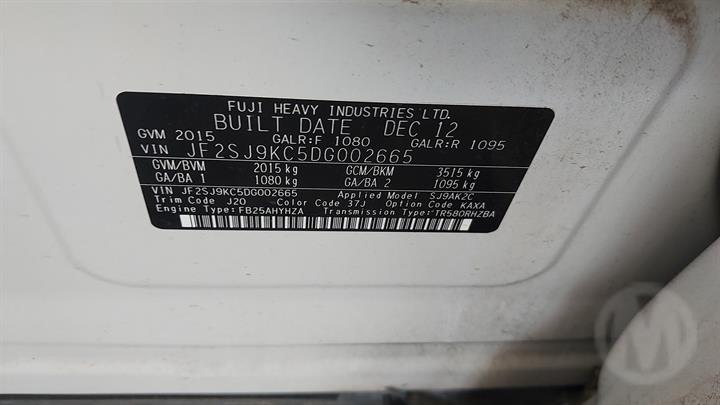 FUJI HEAVY INDUSTRIES LTD.
BUILT DATE DEC 12
GVM 2015 GALR:F 1080 GALR:R 1095
VIN JF2SJ9KC5DG002665
GVM/BVM 2015 kg GCM/BKM 3515 kg
GA/BA 1 1080 kg GA/BA 2 1095 kg
VIN JF2SJ9KC5DG002665 Applied Model SJ9AK2C
Trim Code J20 Color Code 37J Option Code KAXA
Engine Type:FB25AHYHZA Transmission Type:TR580RHZBA
M